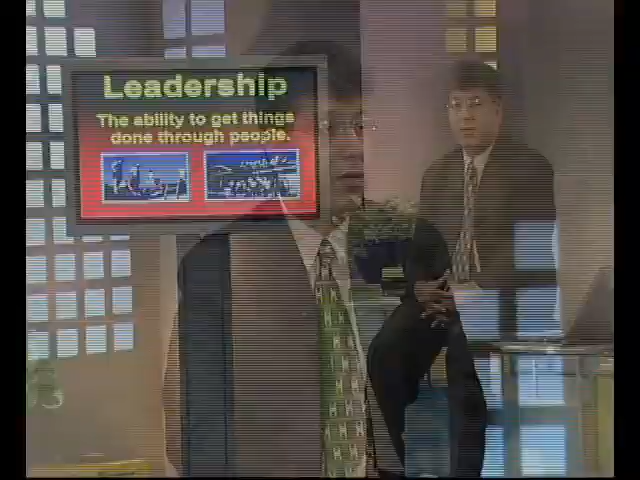 Leadership
The ability to get things
done through people.